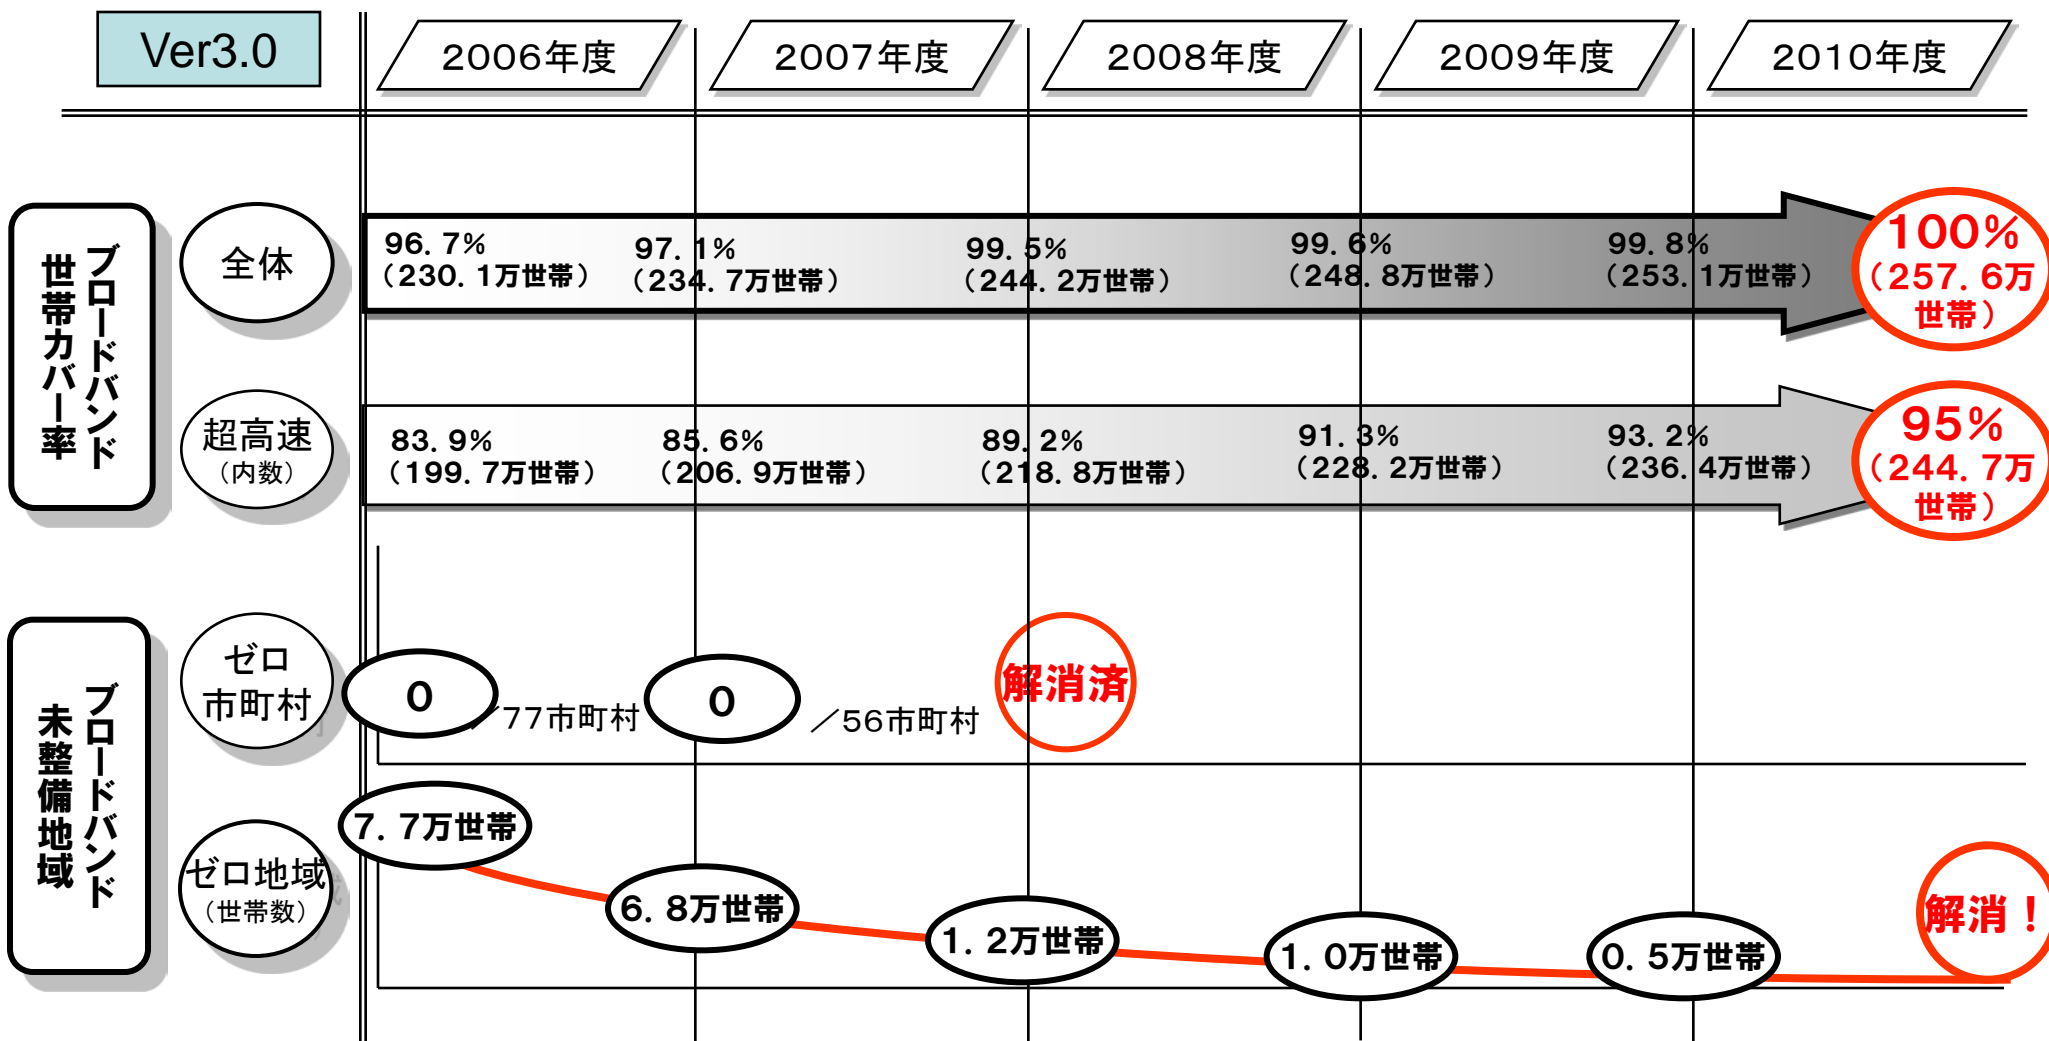 Ver3.0
2006年度
2007年度
2008年度
2009年度
2010年度
ブロードバンド
世帯カバー率
全体
96.7%
（230.1万世帯）
97.1%
（234.7万世帯）
99.5%
（244.2万世帯）
99.6%
（248.8万世帯）
99.8%
（253.1万世帯）
100%
（257.6万
世帯）
超高速
（内数）
83.9%
（199.7万世帯）
85.6%
（206.9万世帯）
89.2%
（218.8万世帯）
91.3%
（228.2万世帯）
93.2%
（236.4万世帯）
95%
（244.7万
世帯）
ブロードバンド
未整備地域
ゼロ
市町村
0
／77市町村
0
／56市町村
解消済
ゼロ地域
（世帯数）
7.7万世帯
6.8万世帯
1.2万世帯
1.0万世帯
0.5万世帯
解消！